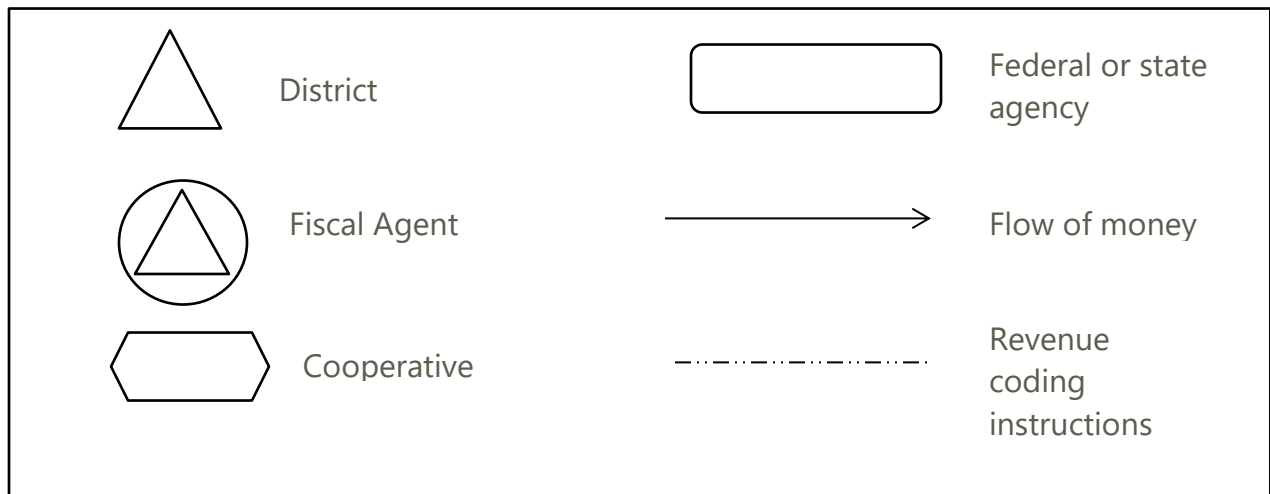 District
Federal or state
agency
Fiscal Agent
Flow of money
Cooperative
Revenue
coding
instructions